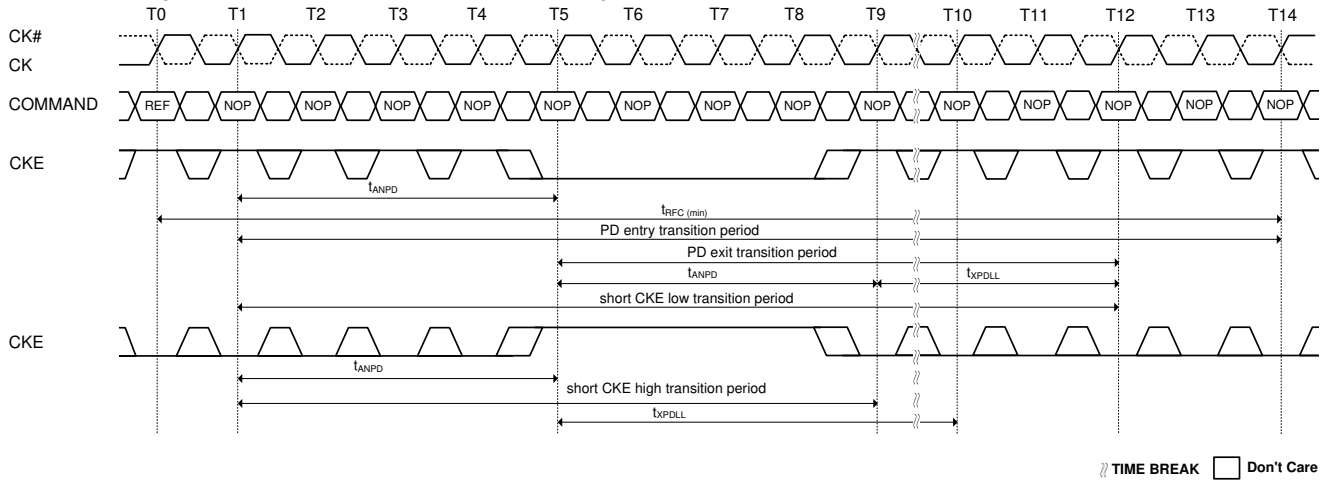 T0 T1 T2 T3 T4 T5 T6 T7 T8 T9 T10 T11 T12 T13 T14
CK#
CK
COMMAND REF NOP NOP NOP NOP NOP NOP NOP NOP NOP NOP NOP NOP NOP NOP
CKE
tANPD
tRFC (min)
PD entry transition period
PD exit transition period
tANPD tXPDLL
short CKE low transition period
CKE
tANPD
short CKE high transition period
tXPDLL
TIME BREAK Don't Care